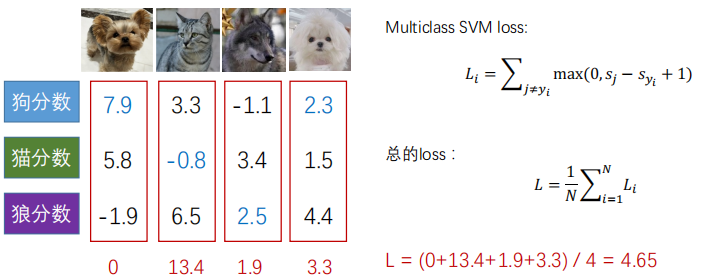 Multiclass SVM loss:
L_i = ∑_{j≠y_i} max(0, s_j − s_{y_i} + 1)
狗分数 7.9 3.3 -1.1 2.3
猫分数 5.8 -0.8 3.4 1.5
狼分数 -1.9 6.5 2.5 4.4
0 13.4 1.9 3.3
总的loss：
L = \frac{1}{N} ∑_{i=1}^{N} L_i
L = (0+13.4+1.9+3.3) / 4 = 4.65